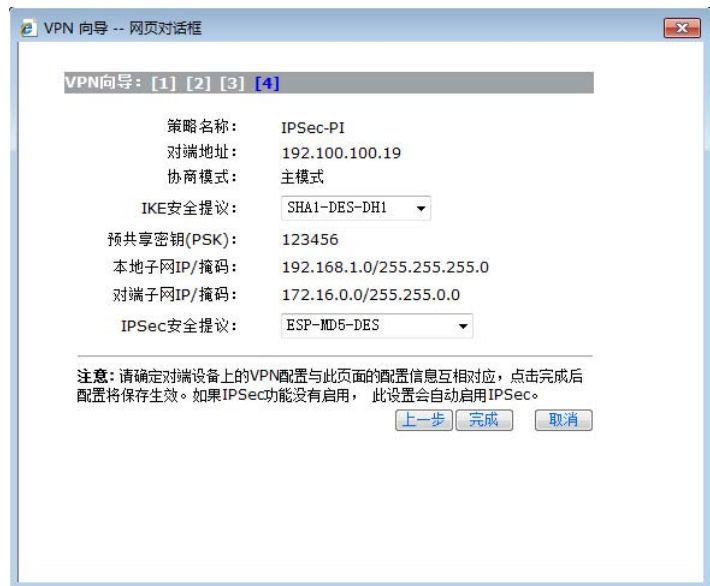 VPN 向导 -- 网页对话框
VPN向导: [1] [2] [3] [4]
策略名称: IPSec-PI
对端地址: 192.100.100.19
协商模式: 主模式
IKE安全提议: SHA1-DES-DH1
预共享密钥(PSK): 123456
本地子网IP/掩码: 192.168.1.0/255.255.255.0
对端子网IP/掩码: 172.16.0.0/255.255.0.0
IPSec安全提议: ESP-MD5-DES
注意: 请确定对端设备上的VPN配置与此页面的配置信息互相对应，点击完成后
配置将保存生效。如果IPSec功能没有启用， 此设置会自动启用IPSec。
上一步 完成 取消